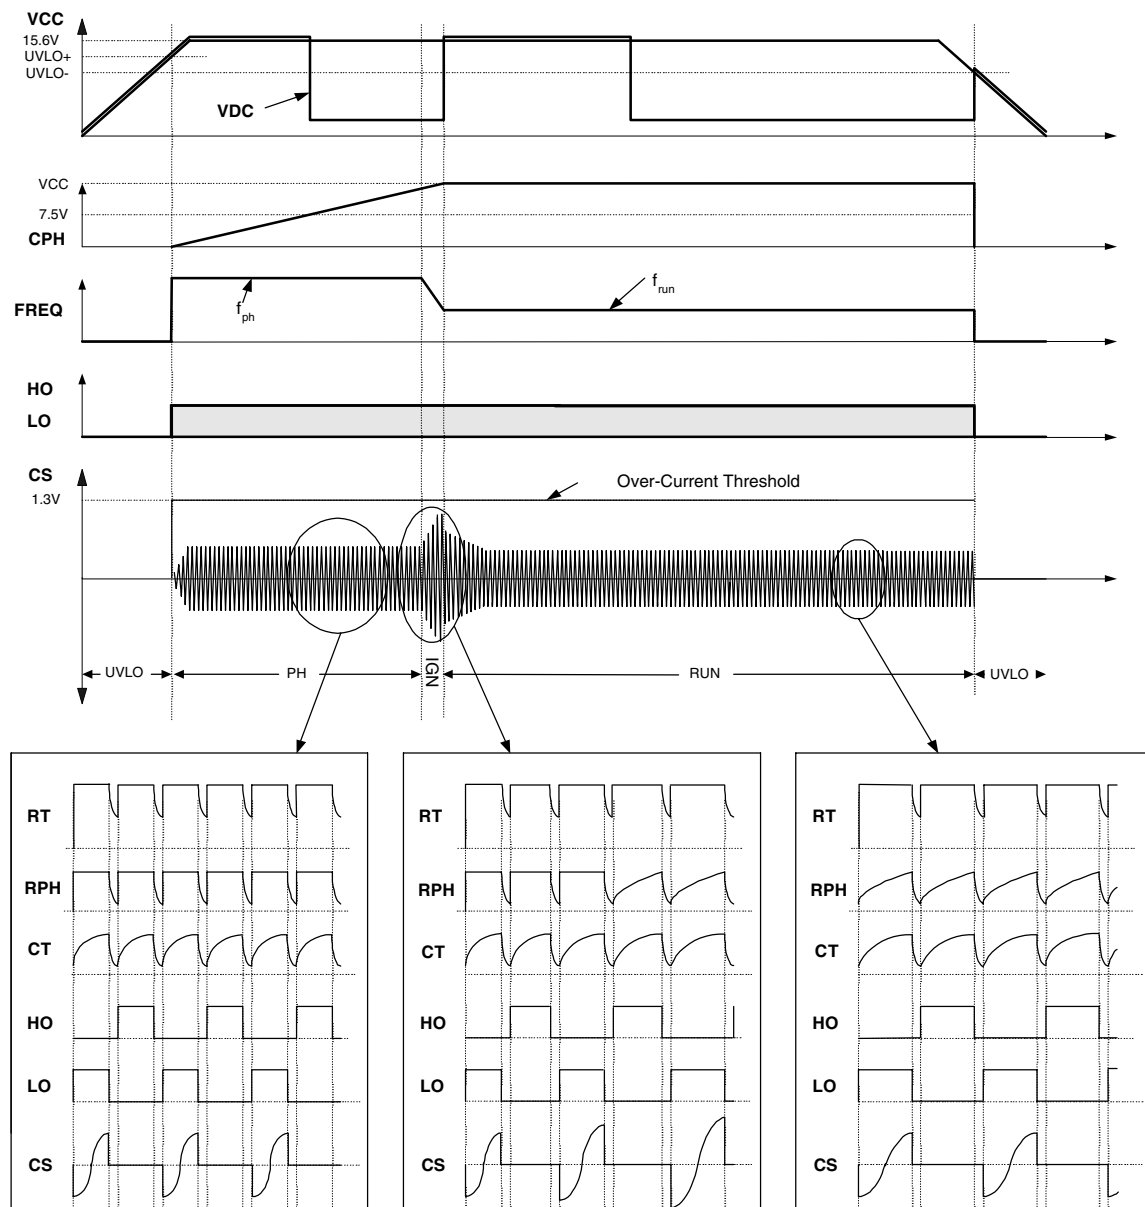 VCC
15.6V
UVLO+
UVLO-
VDC
VCC
7.5V
CPH
FREQ
fph
frun
HO
LO
CS
1.3V
Over-Current Threshold
UVLO
PH
IGN
RUN
UVLO
RT
RPH
CT
HO
LO
CS
RT
RPH
CT
HO
LO
CS
RT
RPH
CT
HO
LO
CS